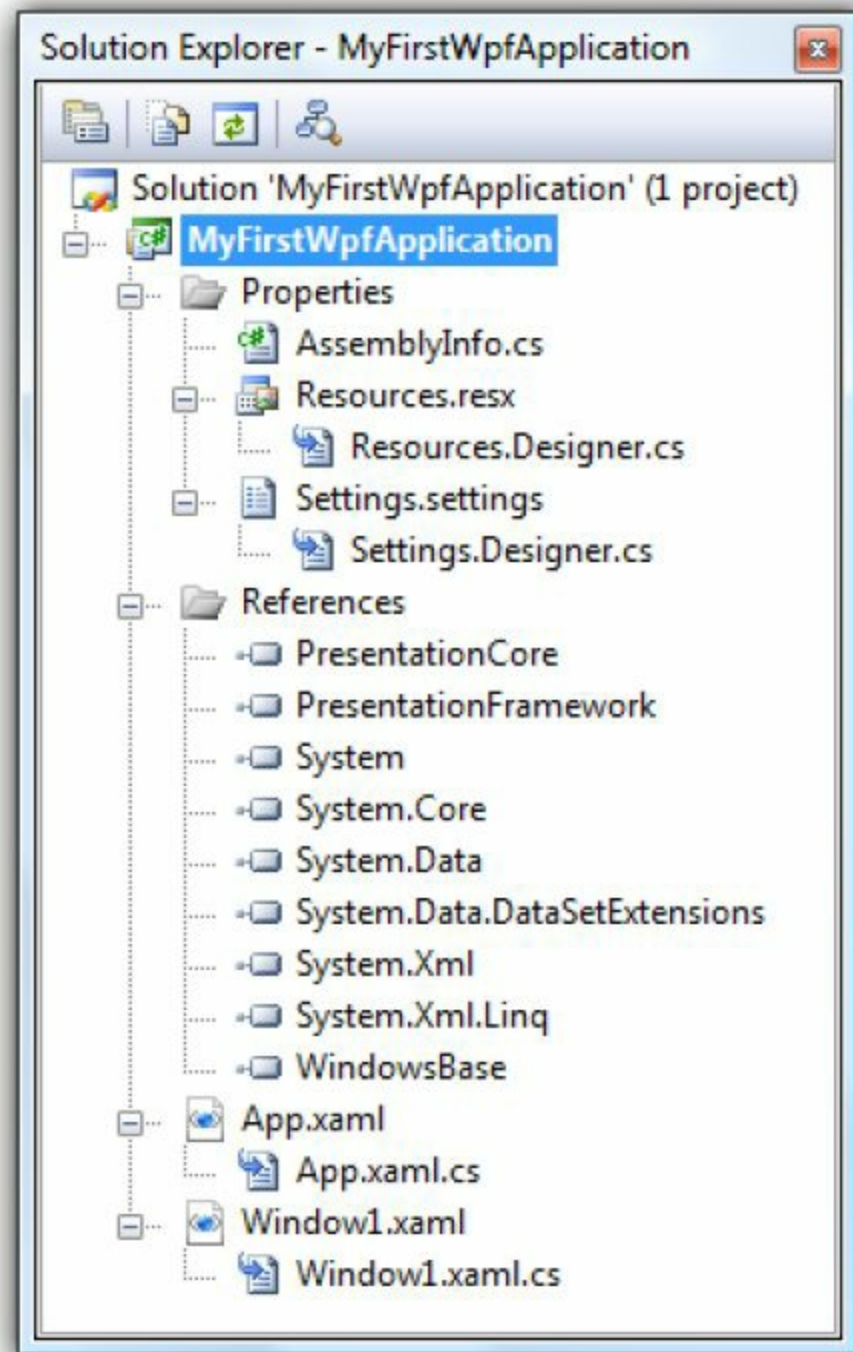 Solution Explorer - MyFirstWpfApplication
Solution 'MyFirstWpfApplication' (1 project)
C# MyFirstWpfApplication
Properties
C# AssemblyInfo.cs
Resources.resx
Resources.Designer.cs
Settings.settings
Settings.Designer.cs
References
PresentationCore
PresentationFramework
System
System.Core
System.Data
System.Data.DataSetExtensions
System.Xml
System.Xml.Linq
WindowsBase
App.xaml
App.xaml.cs
Window1.xaml
Window1.xaml.cs